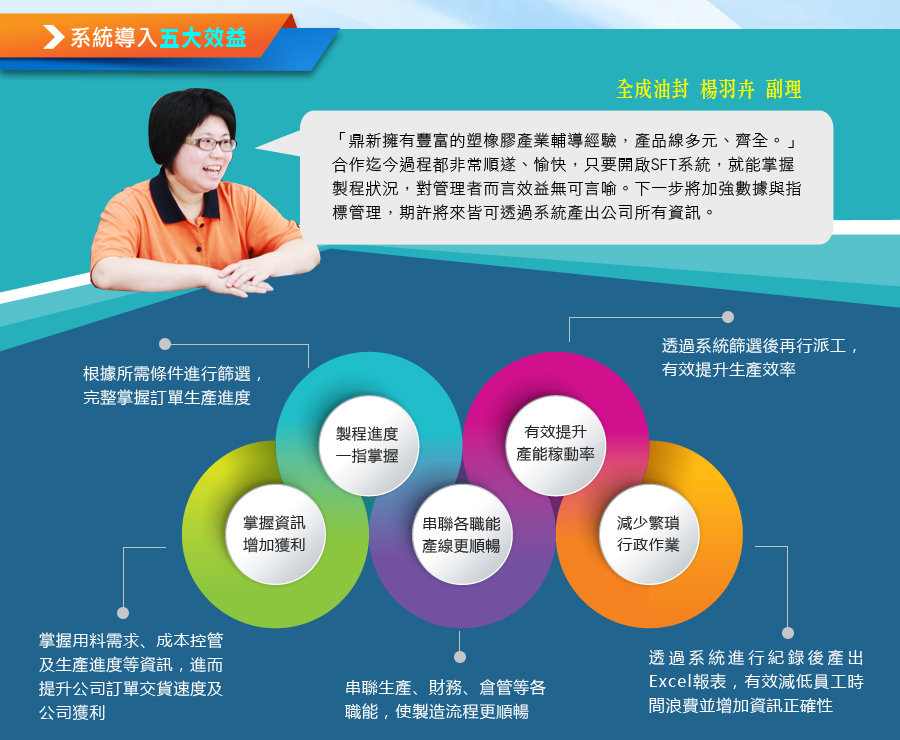 系統導入五大效益
全成油封 楊羽卉 副理
「鼎新擁有豐富的塑橡膠產業輔導經驗，產品線多元、齊全。」
合作迄今過程都非常順遂、愉快，只要開啟SFT系統，就能掌握
製程狀況，對管理者而言效益無可言喻。下一步將加強數據與指
標管理，期許將來皆可透過系統產出公司所有資訊。
根據所需條件進行篩選，
完整掌握訂單生產進度
透過系統篩選後再行派工，
有效提升生產效率
製程進度
一指掌握
有效提升
產能稼動率
掌握資訊
增加獲利
串聯各職能
產線更順暢
減少繁瑣
行政作業
掌握用料需求、成本控管
及生產進度等資訊，進而
提升公司訂單交貨速度及
公司獲利
串聯生產、財務、倉管等各
職能，使製造流程更順暢
透過系統進行紀錄後產出
Excel報表，有效減低員工時
間浪費並增加資訊正確性